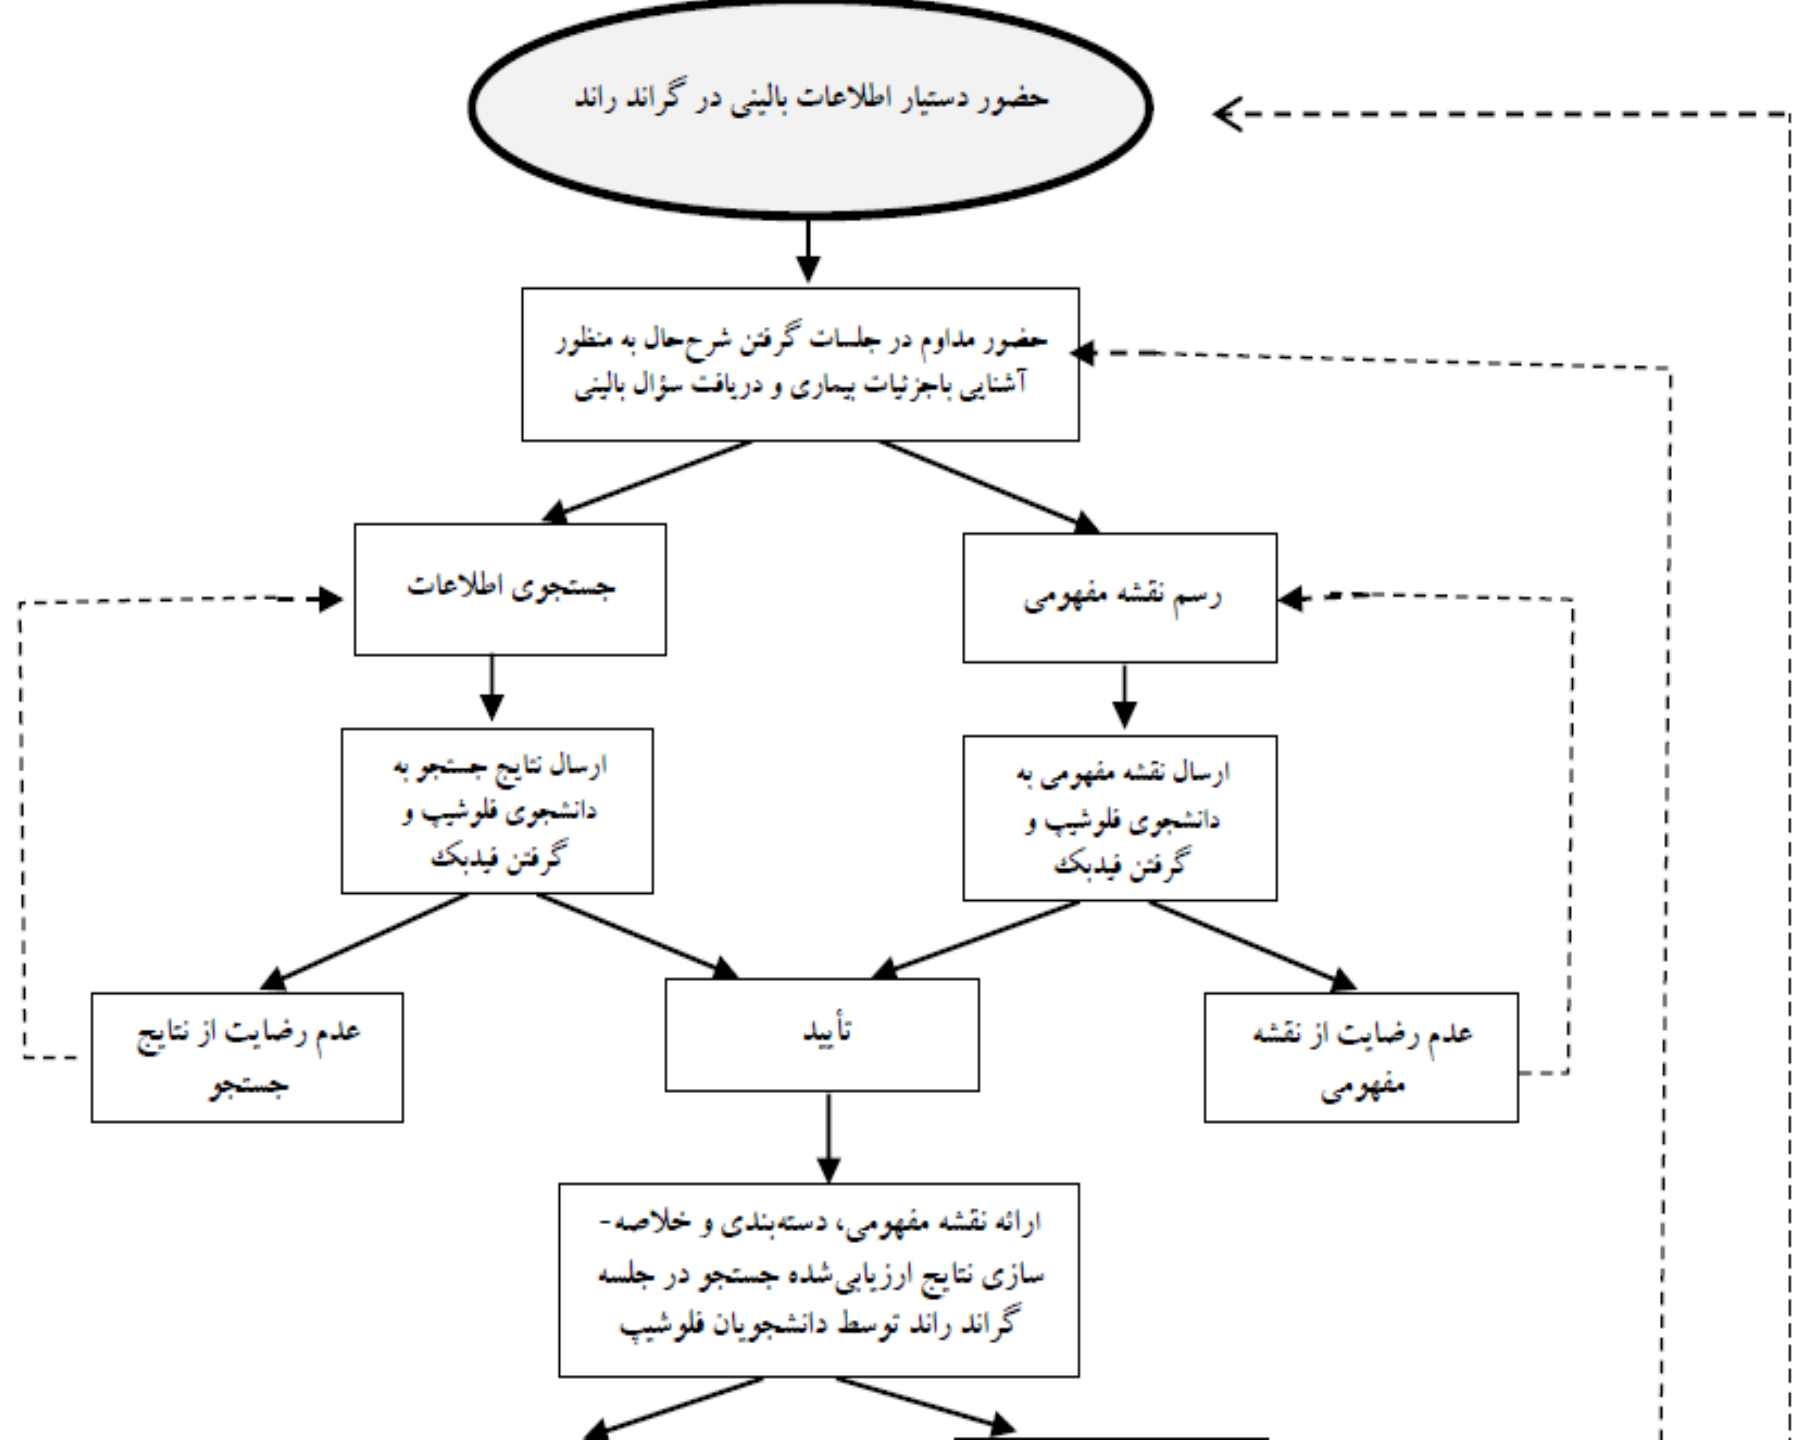 حضور دستیار اطلاعات بالینی در گراند راند
حضور مداوم در جلسات گرفتن شرح‌حال به منظور
آشنایی باجزئیات بیماری و دریافت سؤال بالینی
رسم نقشه مفهومی
جستجوی اطلاعات
ارسال نقشه مفهومی به
دانشجوی فلوشیپ و
گرفتن فیدبک
ارسال نتایج جستجو به
دانشجوی فلوشیپ و
گرفتن فیدبک
عدم رضایت از نقشه
مفهومی
تأیید
عدم رضایت از نتایج
جستجو
ارائه نقشه مفهومی، دسته‌بندی و خلاصه-
سازی نتایج ارزیابی‌شده جستجو در جلسه
گراند راند توسط دانشجویان فلوشیپ